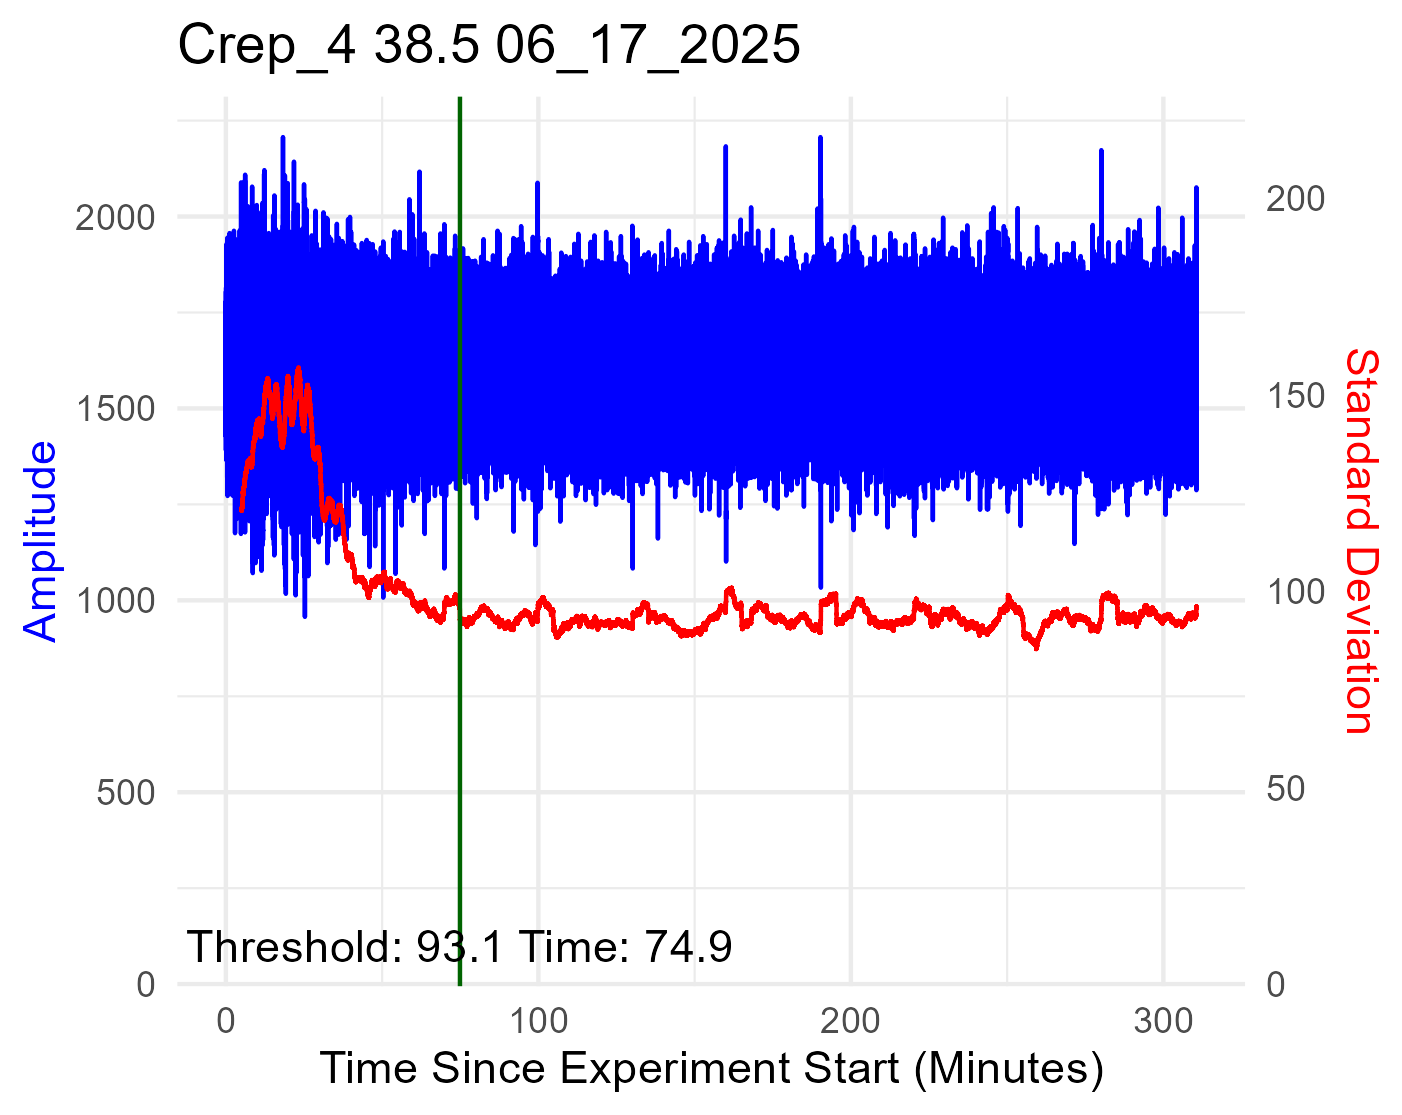 Crep_4 38.5 06_17_2025
2000
1500
1000
500
0
Amplitude
200
150
100
50
0
Standard Deviation
Threshold: 93.1 Time: 74.9
0 100 200 300
Time Since Experiment Start (Minutes)